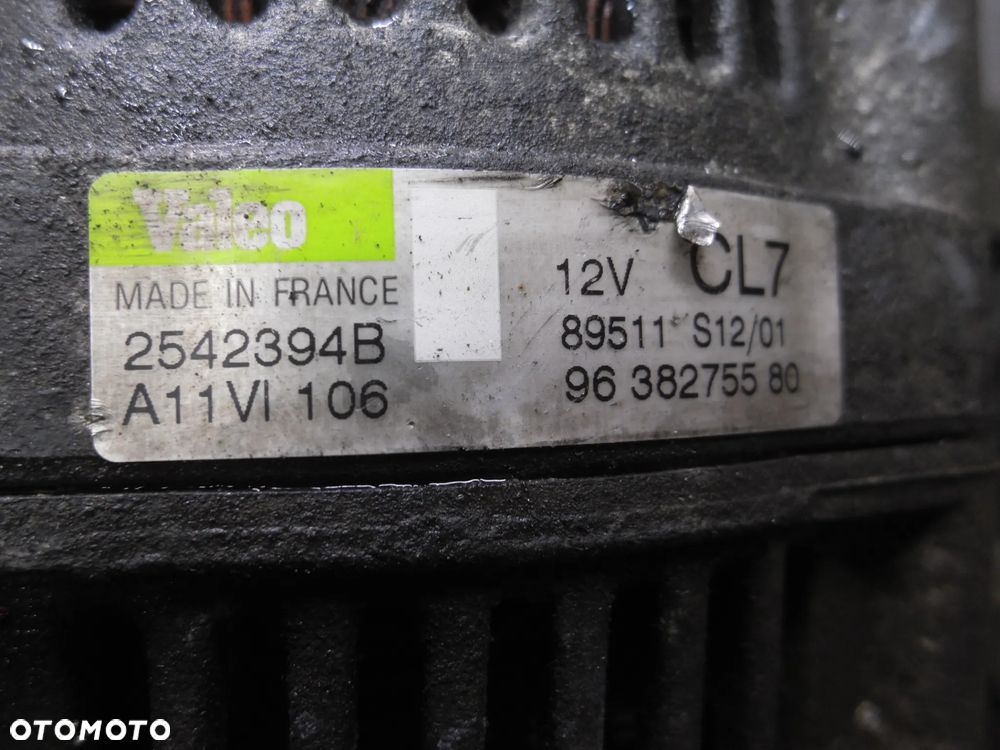 Valeo
MADE IN FRANCE
2542394B
A11VI 106
12V CL7
89511 S12/01
96 382755 80
OTOMOTO